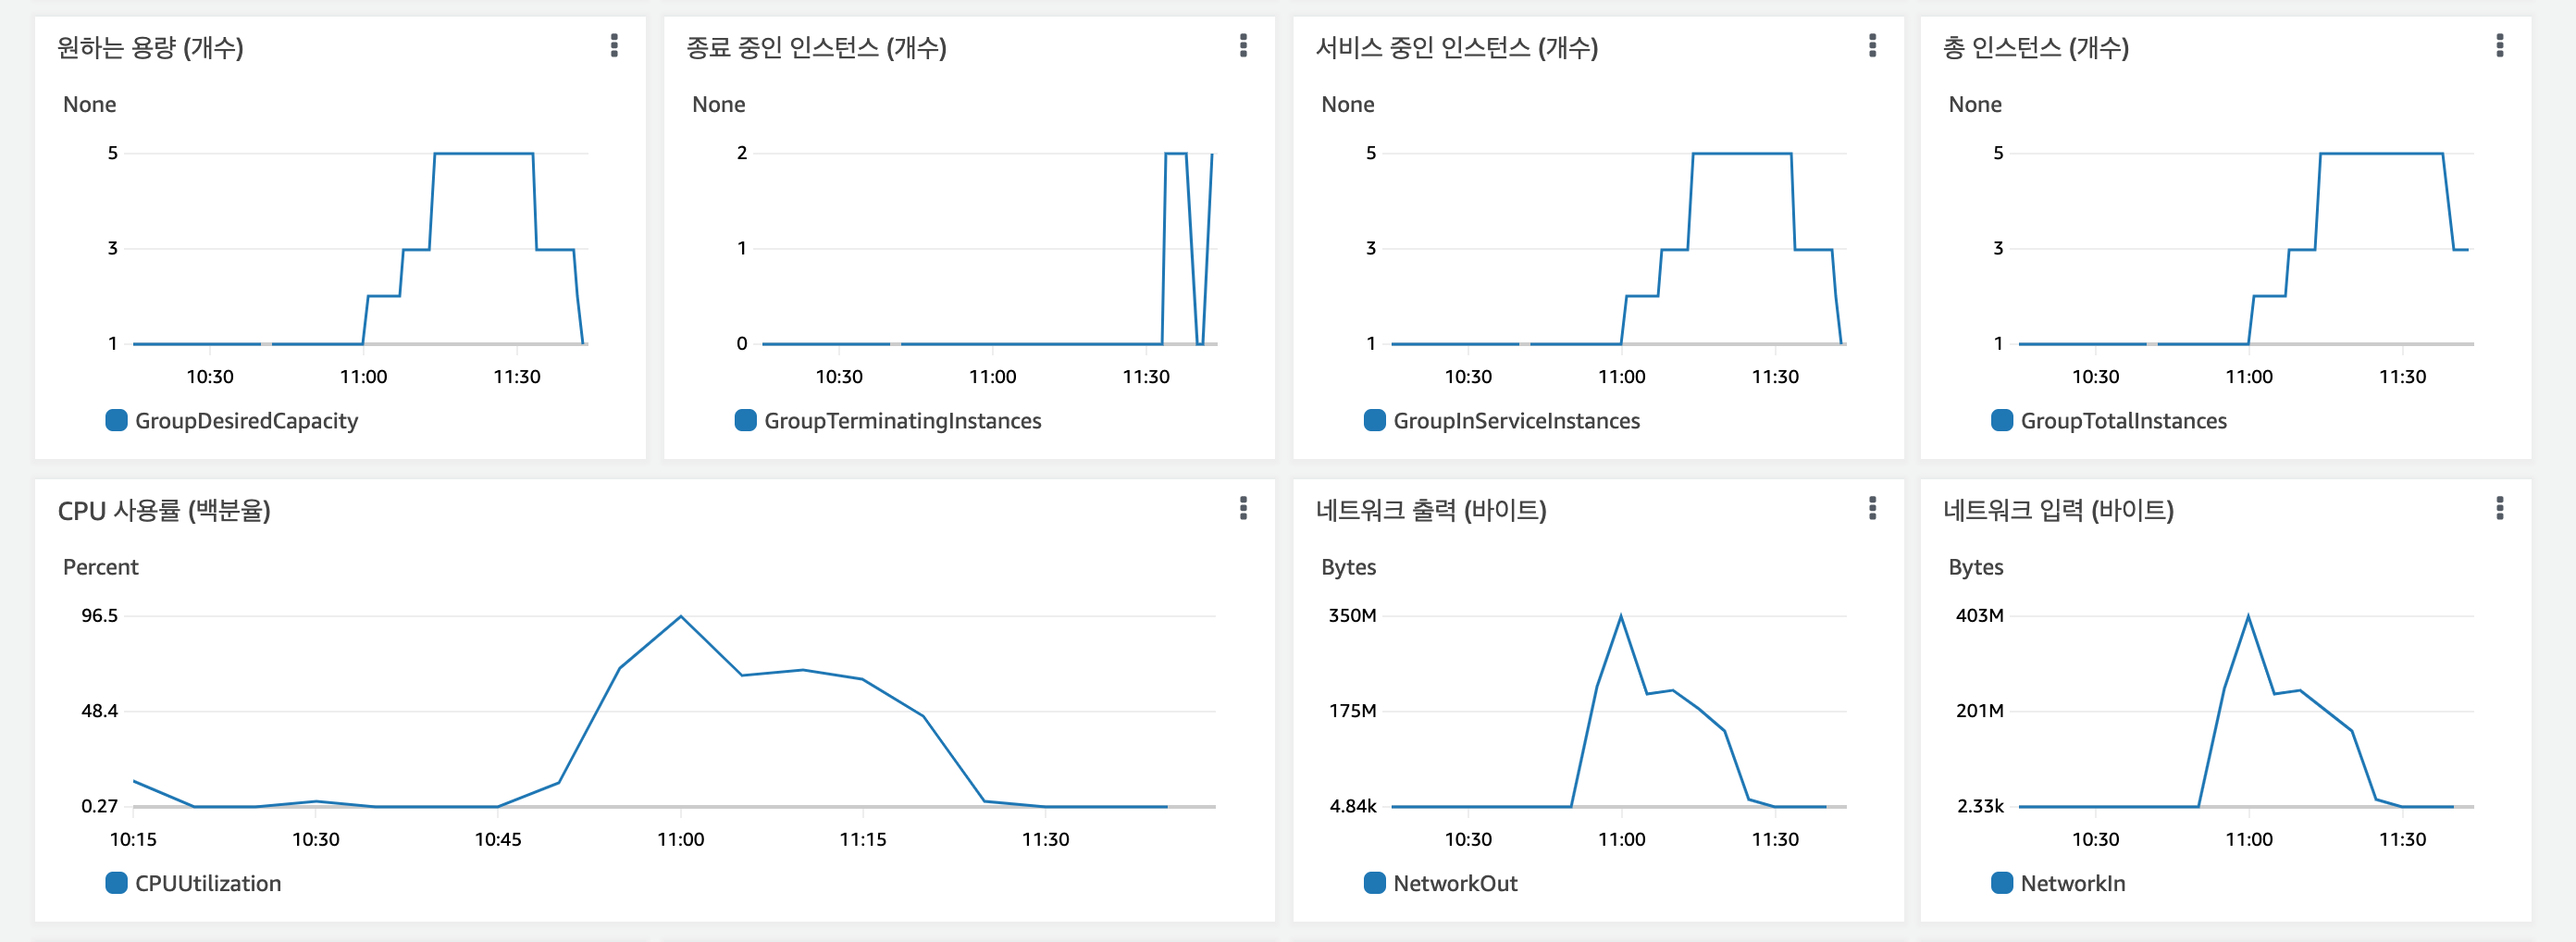 원하는 용량 (개수)
None
5
3
1
10:30 11:00 11:30
GroupDesiredCapacity
종료 중인 인스턴스 (개수)
None
2
1
0
10:30 11:00 11:30
GroupTerminatingInstances
서비스 중인 인스턴스 (개수)
None
5
3
1
10:30 11:00 11:30
GroupInServiceInstances
총 인스턴스 (개수)
None
5
3
1
10:30 11:00 11:30
GroupTotalInstances
CPU 사용률 (백분율)
Percent
96.5
48.4
0.27
10:15 10:30 10:45 11:00 11:15 11:30
CPUUtilization
네트워크 출력 (바이트)
Bytes
350M
175M
4.84k
10:30 11:00 11:30
NetworkOut
네트워크 입력 (바이트)
Bytes
403M
201M
2.33k
10:30 11:00 11:30
NetworkIn